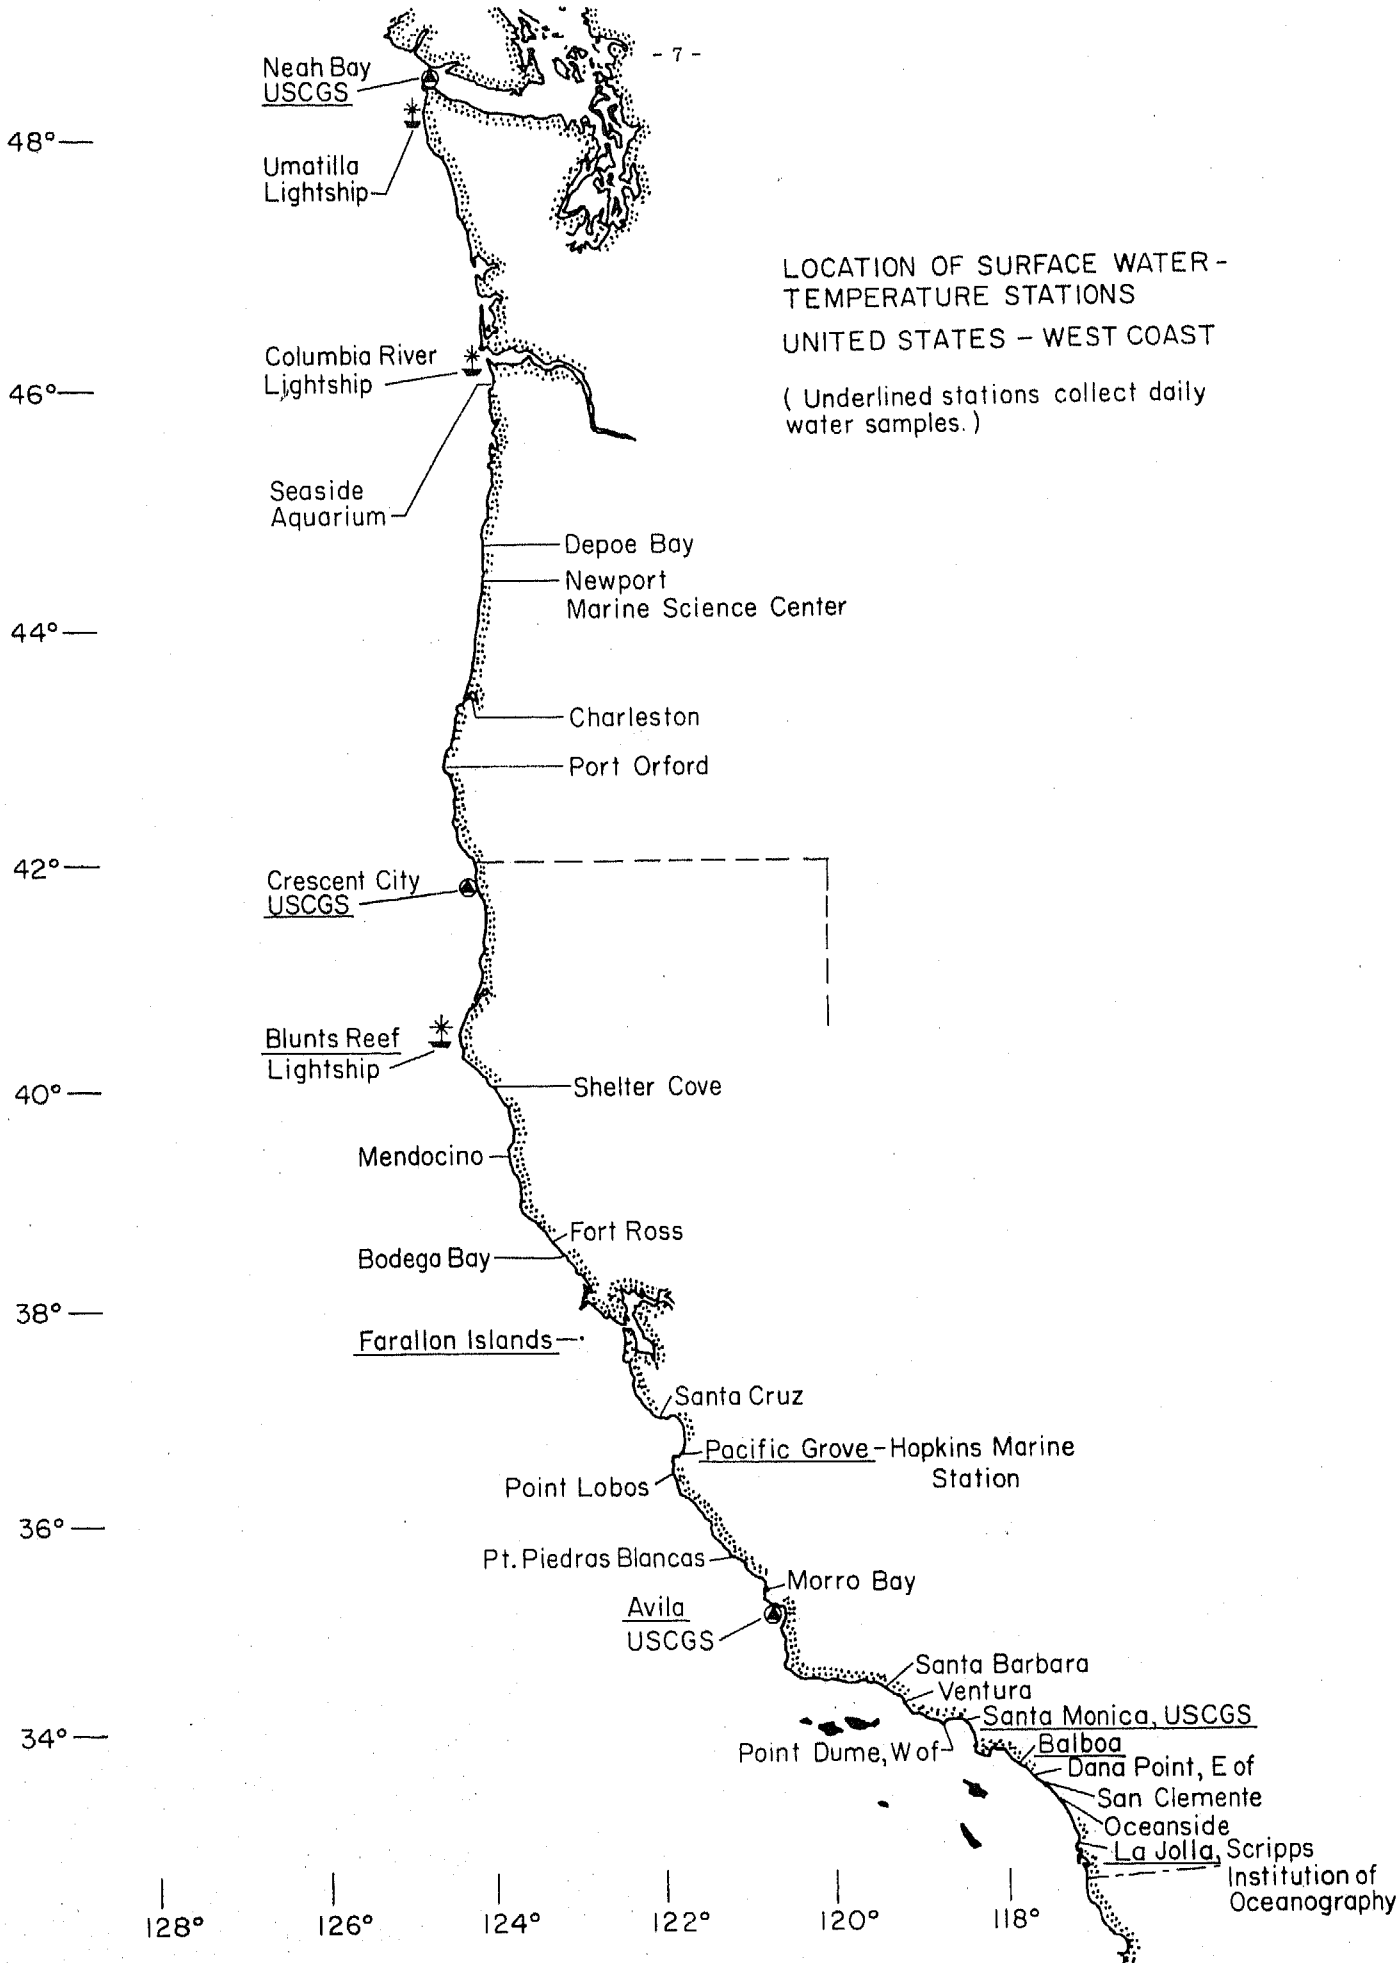 - 7 -
Neah Bay
USCGS
48°
Umatilla
Lightship
LOCATION OF SURFACE WATER-
TEMPERATURE STATIONS
UNITED STATES – WEST COAST
( Underlined stations collect daily
water samples. )
Columbia River
Lightship
46°
Seaside
Aquarium
Depoe Bay
Newport
Marine Science Center
44°
Charleston
Port Orford
42°
Crescent City
USCGS
Blunts Reef
Lightship
40°
Shelter Cove
Mendocino
Fort Ross
Bodega Bay
38°
Farallon Islands
Santa Cruz
Pacific Grove – Hopkins Marine
Station
Point Lobos
36°
Pt. Piedras Blancas
Morro Bay
Avila
USCGS
Santa Barbara
Ventura
Santa Monica, USCGS
34°
Point Dume, W of
Balboa
Dana Point, E of
San Clemente
Oceanside
La Jolla, Scripps
Institution of
Oceanography
128° 126° 124° 122° 120° 118°